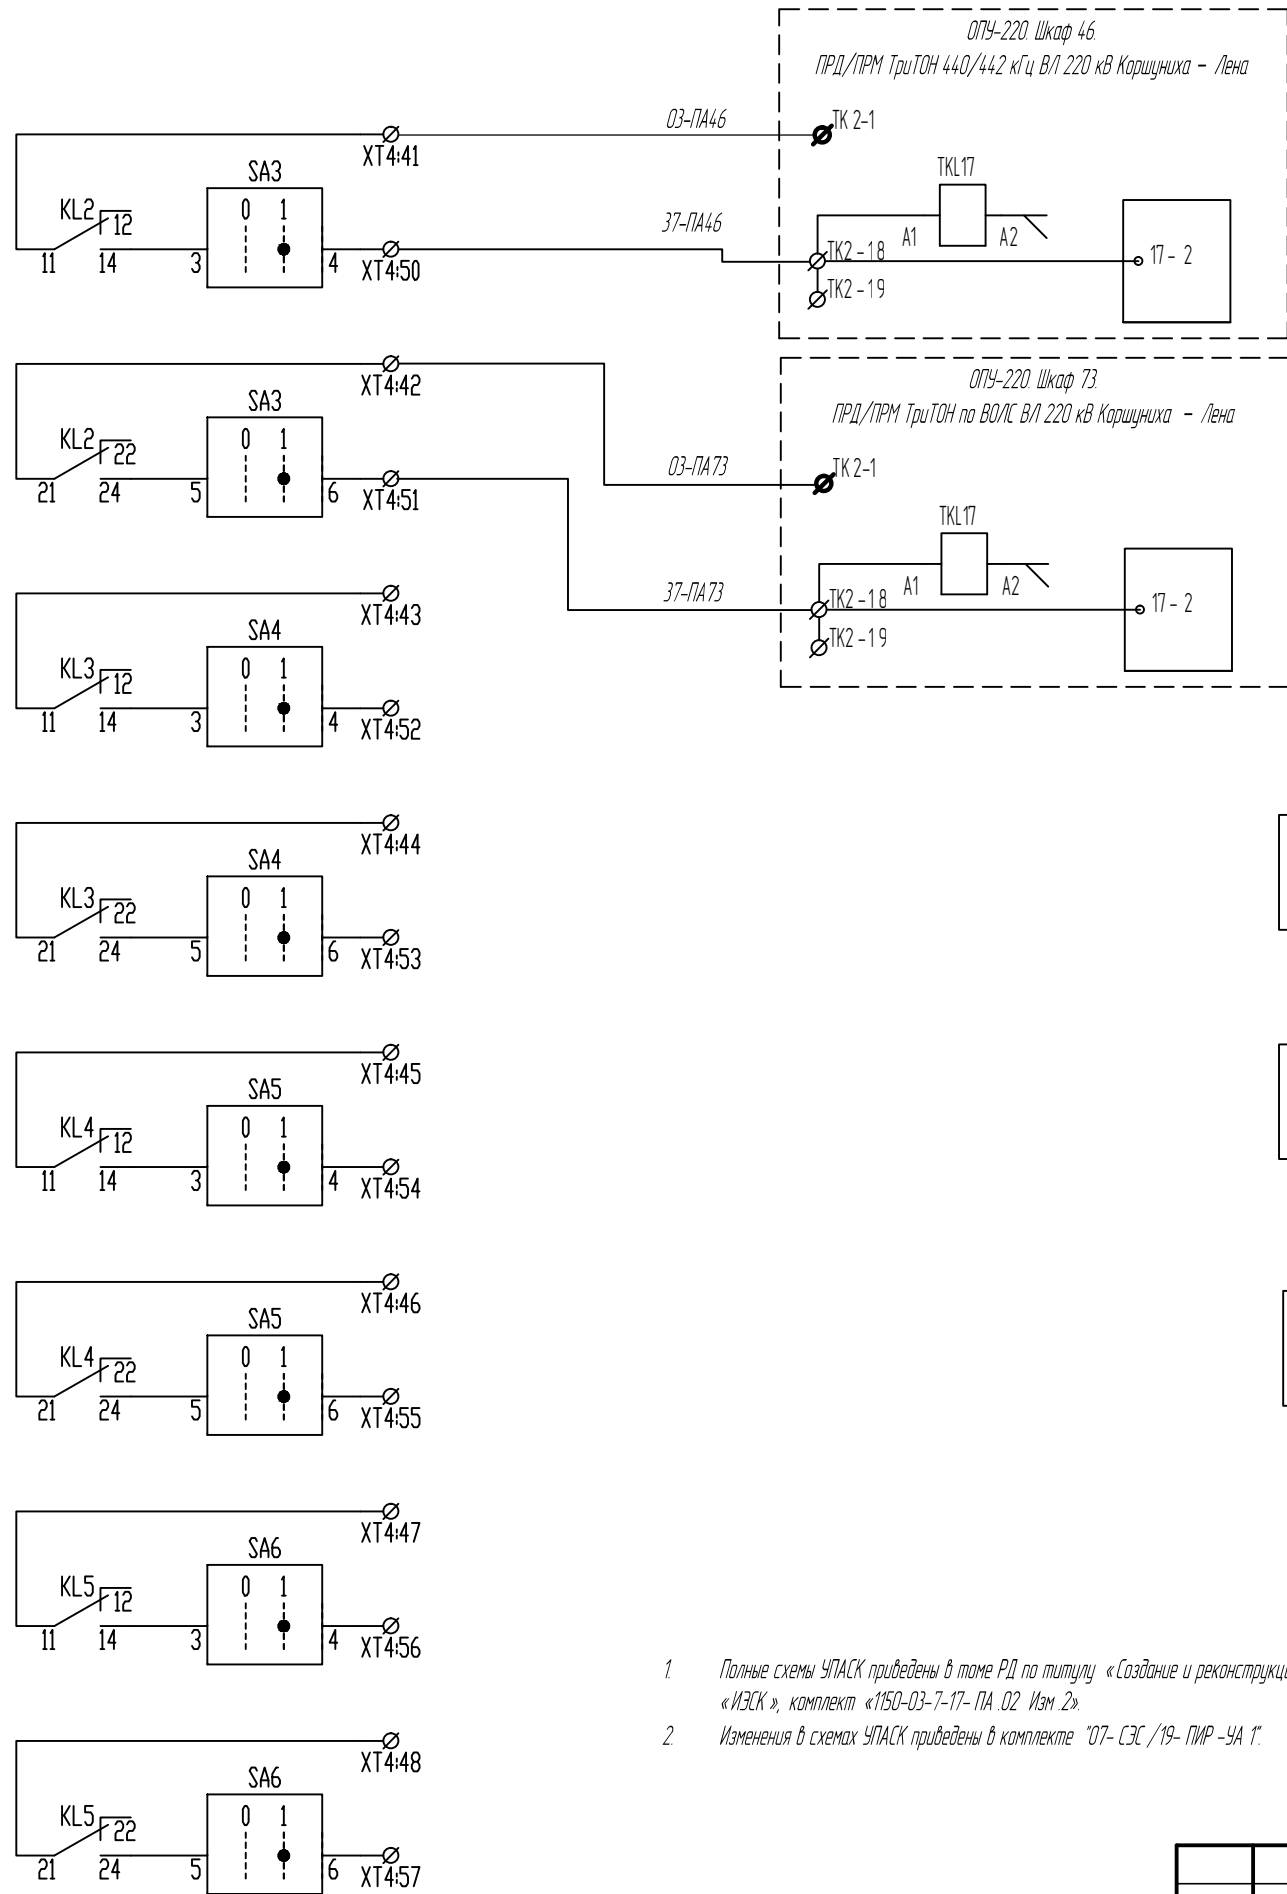 ОПУ-220. Шкаф 46.
ПРД/ПРМ ТриТОН 440/442 кГц ВЛ 220 кВ Коршуниха - Лена
03-ПА46
ТК 2-1
XT4:41
SA3
TKL17
KL2
12
0 1
37-ПА46
A1
A2
11
14
3
4
XT4:50
ТК2 -18
17 - 2
ТК2 -19
ОПУ-220. Шкаф 73.
XT4:42
SA3
ПРД/ПРМ ТриТОН по ВОЛС ВЛ 220 кВ Коршуниха - Лена
KL2
22
0 1
03-ПА73
ТК 2-1
21
24
5
6
XT4:51
TKL17
37-ПА73
A1
A2
ТК2 -18
17 - 2
XT4:43
ТК2 -19
SA4
KL3
12
0 1
11
14
3
4
XT4:52
XT4:44
SA4
KL3
22
0 1
21
24
5
6
XT4:53
XT4:45
SA5
KL4
12
0 1
11
14
3
4
XT4:54
XT4:46
SA5
KL4
22
0 1
21
24
5
6
XT4:55
XT4:47
SA6
KL5
12
0 1
11
14
3
4
XT4:56
1. Полные схемы УПАСК приведены в томе РД по титулу «Создание и реконструкц
«ИЭСК », комплект «1150-03-7-17- ПА .02 Изм .2».
2. Изменения в схемах УПАСК приведены в комплекте "07- СЭС /19- ПИР -УА 1".
XT4:48
SA6
KL5
22
0 1
21
24
5
6
XT4:57